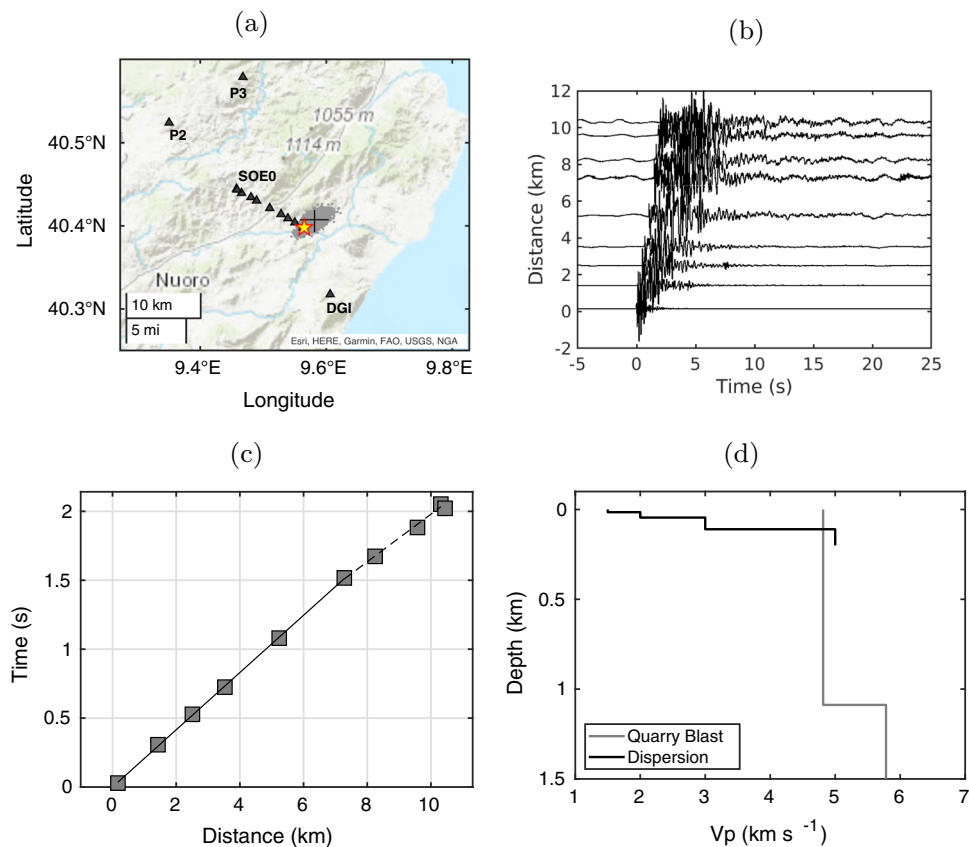 (a)
P3
P2
1055 m
1114 m
SOE0
Nuoro
DGI
10 km
5 mi
Esri, HERE, Garmin, FAO, USGS, NGA
40.5°N
40.4°N
40.3°N
9.4°E
9.6°E
9.8°E
Latitude
Longitude
(b)
12
10
8
6
4
2
0
-2
-5
0
5
10
15
20
25
Distance (km)
Time (s)
(c)
2
1.5
1
0.5
0
0
2
4
6
8
10
Time (s)
Distance (km)
(d)
0
0.5
1
1.5
1
2
3
4
5
6
7
Depth (km)
Quarry Blast
Dispersion
Vp (km s⁻¹)